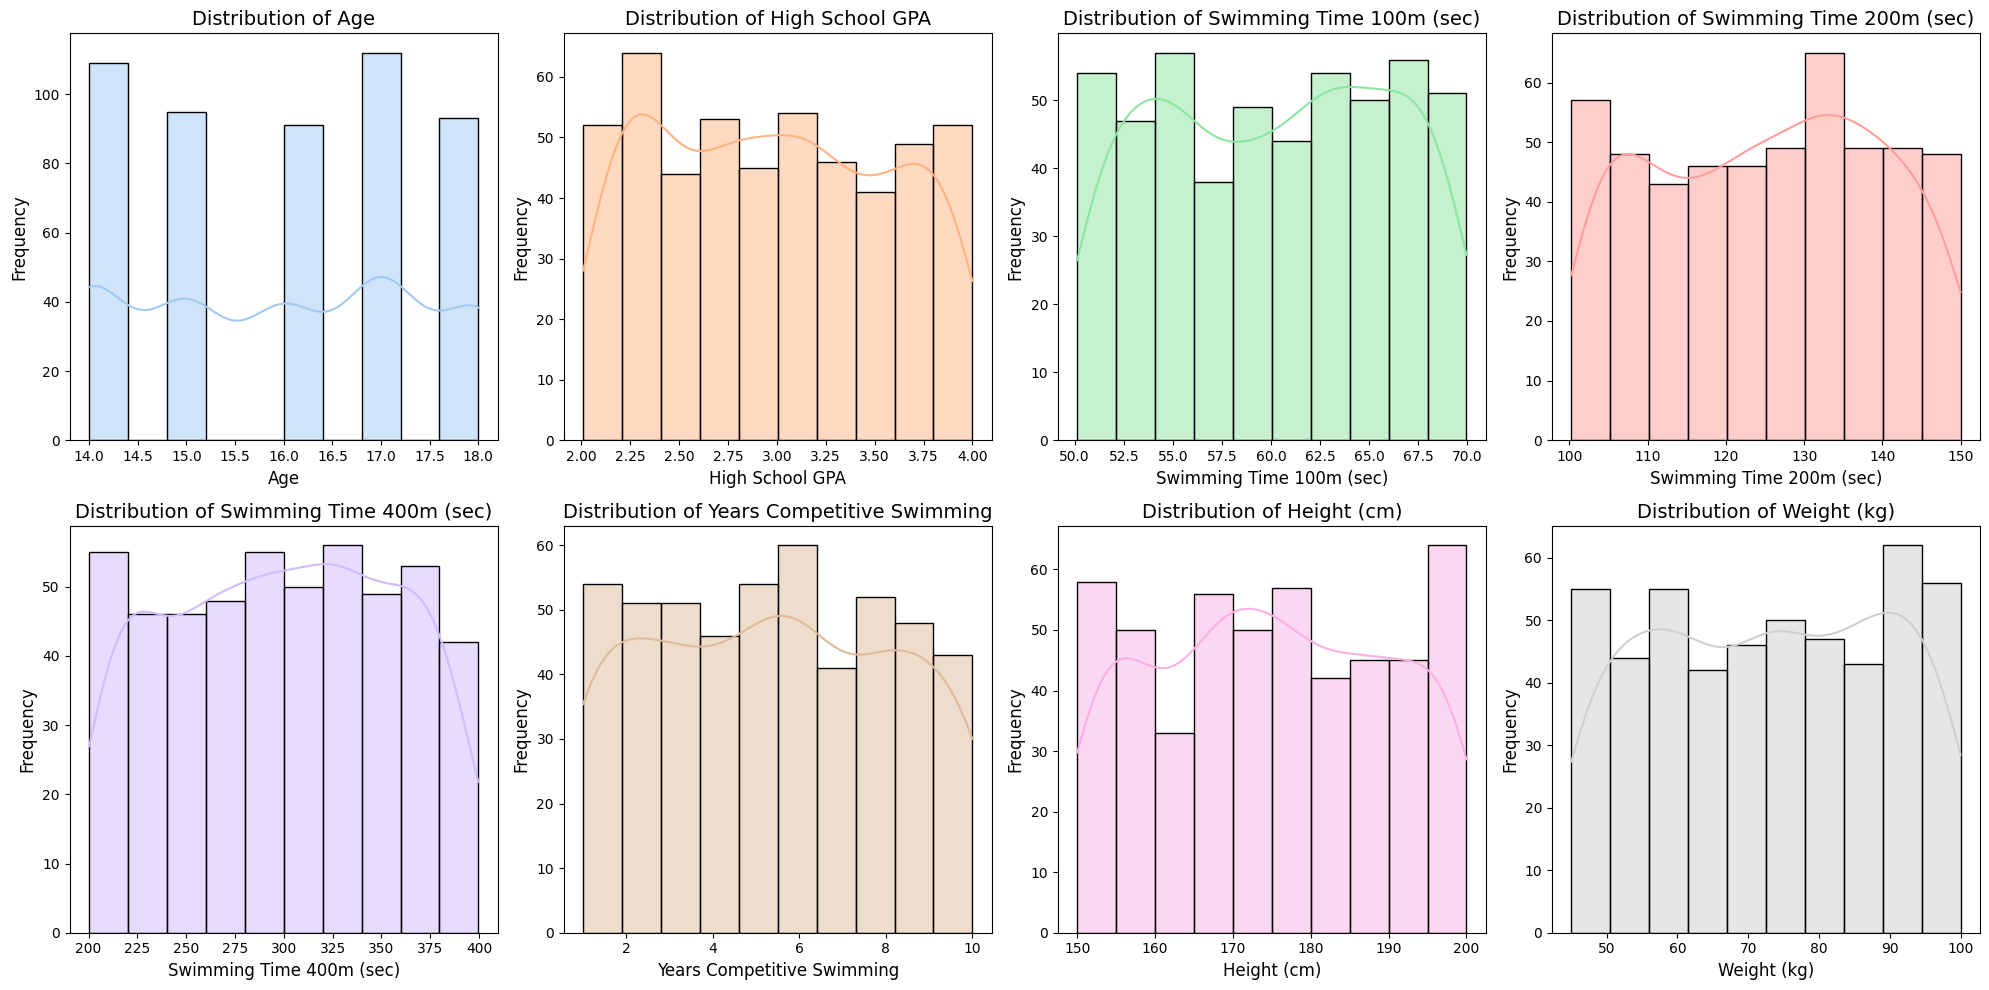 Distribution of Age
100
80
60
40
20
0
Frequency
14.0 14.5 15.0 15.5 16.0 16.5 17.0 17.5 18.0
Age
Distribution of High School GPA
60
50
40
30
20
10
0
Frequency
2.00 2.25 2.50 2.75 3.00 3.25 3.50 3.75 4.00
High School GPA
Distribution of Swimming Time 100m (sec)
50
40
30
20
10
0
Frequency
50.0 52.5 55.0 57.5 60.0 62.5 65.0 67.5 70.0
Swimming Time 100m (sec)
Distribution of Swimming Time 200m (sec)
60
50
40
30
20
10
0
Frequency
100 110 120 130 140 150
Swimming Time 200m (sec)
Distribution of Swimming Time 400m (sec)
50
40
30
20
10
0
Frequency
200 225 250 275 300 325 350 375 400
Swimming Time 400m (sec)
Distribution of Years Competitive Swimming
60
50
40
30
20
10
0
Frequency
2 4 6 8 10
Years Competitive Swimming
Distribution of Height (cm)
60
50
40
30
20
10
0
Frequency
150 160 170 180 190 200
Height (cm)
Distribution of Weight (kg)
60
50
40
30
20
10
0
Frequency
50 60 70 80 90 100
Weight (kg)